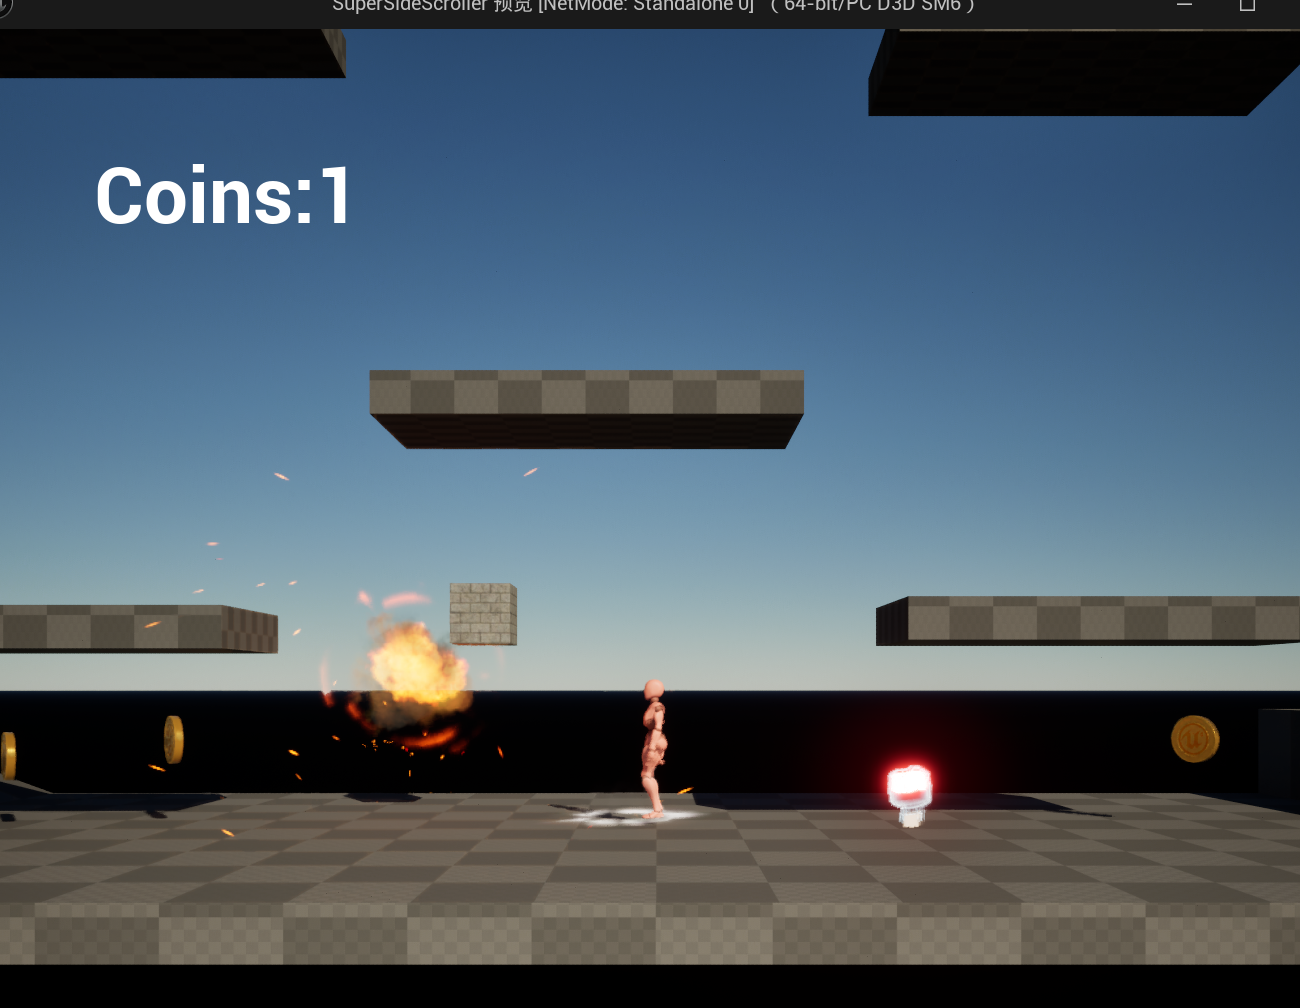 SuperSideScroller 预览 [NetMode: Standalone 0] ( 64-bit/PC D3D SM6 )
Coins:1